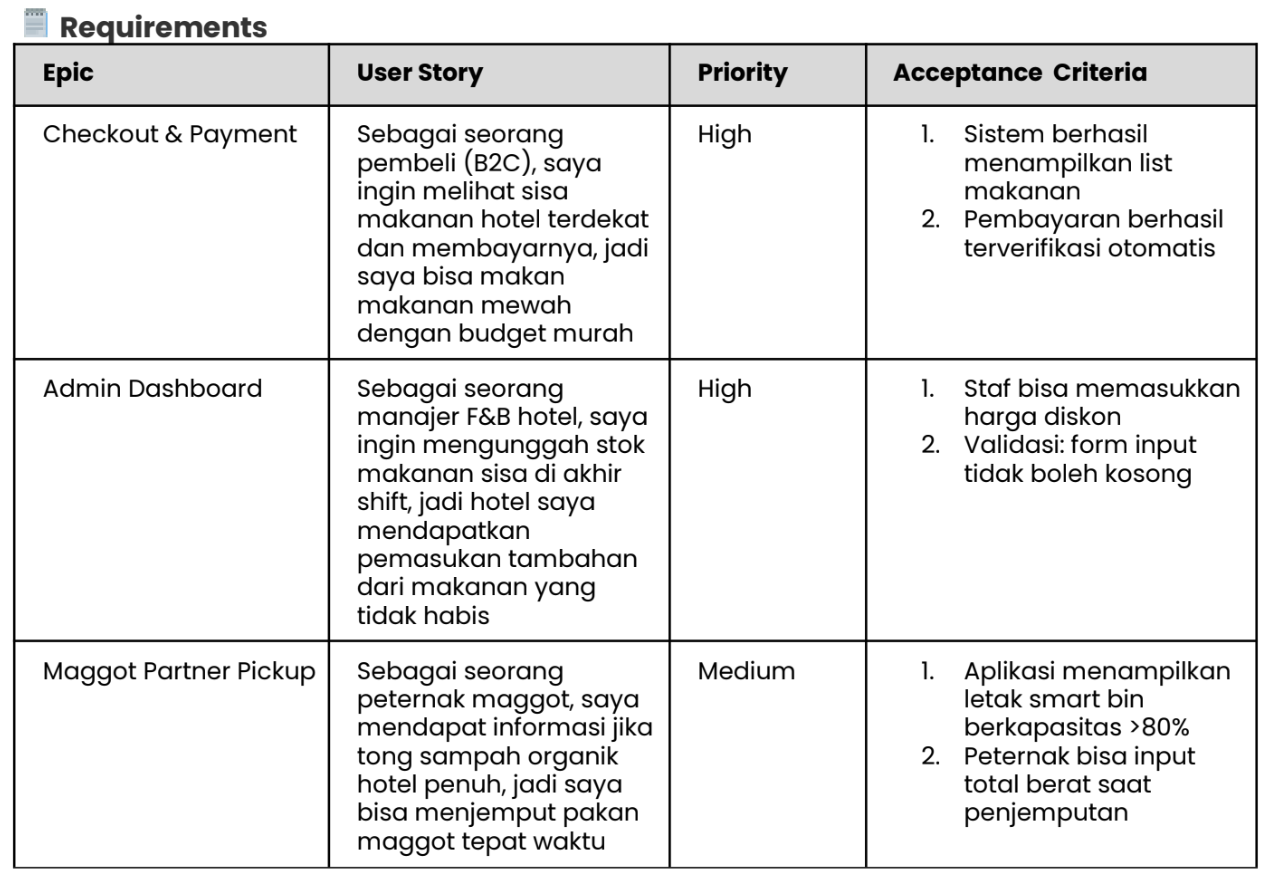 Requirements
Epic
User Story
Priority
Acceptance Criteria
Checkout & Payment
Sebagai seorang
pembeli (B2C), saya
ingin melihat sisa
makanan hotel terdekat
dan membayarnya, jadi
saya bisa makan
makanan mewah
dengan budget murah
High
1. Sistem berhasil
menampilkan list
makanan
2. Pembayaran berhasil
terverifikasi otomatis
Admin Dashboard
Sebagai seorang
manajer F&B hotel, saya
ingin mengunggah stok
makanan sisa di akhir
shift, jadi hotel saya
mendapatkan
pemasukan tambahan
dari makanan yang
tidak habis
High
1. Staf bisa memasukkan
harga diskon
2. Validasi: form input
tidak boleh kosong
Maggot Partner Pickup
Sebagai seorang
peternak maggot, saya
mendapat informasi jika
tong sampah organik
hotel penuh, jadi saya
bisa menjemput pakan
maggot tepat waktu
Medium
1. Aplikasi menampilkan
letak smart bin
berkapasitas >80%
2. Peternak bisa input
total berat saat
penjemputan